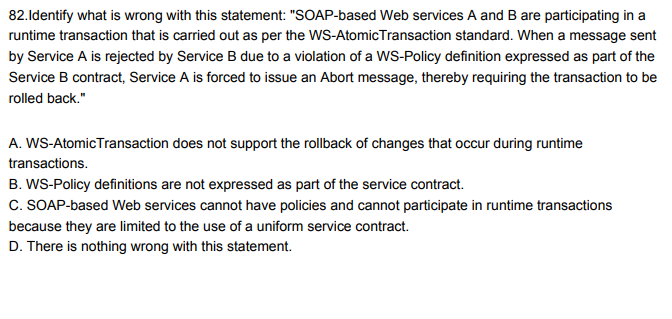 82.Identify what is wrong with this statement: "SOAP-based Web services A and B are participating in a
runtime transaction that is carried out as per the WS-AtomicTransaction standard. When a message sent
by Service A is rejected by Service B due to a violation of a WS-Policy definition expressed as part of the
Service B contract, Service A is forced to issue an Abort message, thereby requiring the transaction to be
rolled back."
A. WS-AtomicTransaction does not support the rollback of changes that occur during runtime
transactions.
B. WS-Policy definitions are not expressed as part of the service contract.
C. SOAP-based Web services cannot have policies and cannot participate in runtime transactions
because they are limited to the use of a uniform service contract.
D. There is nothing wrong with this statement.